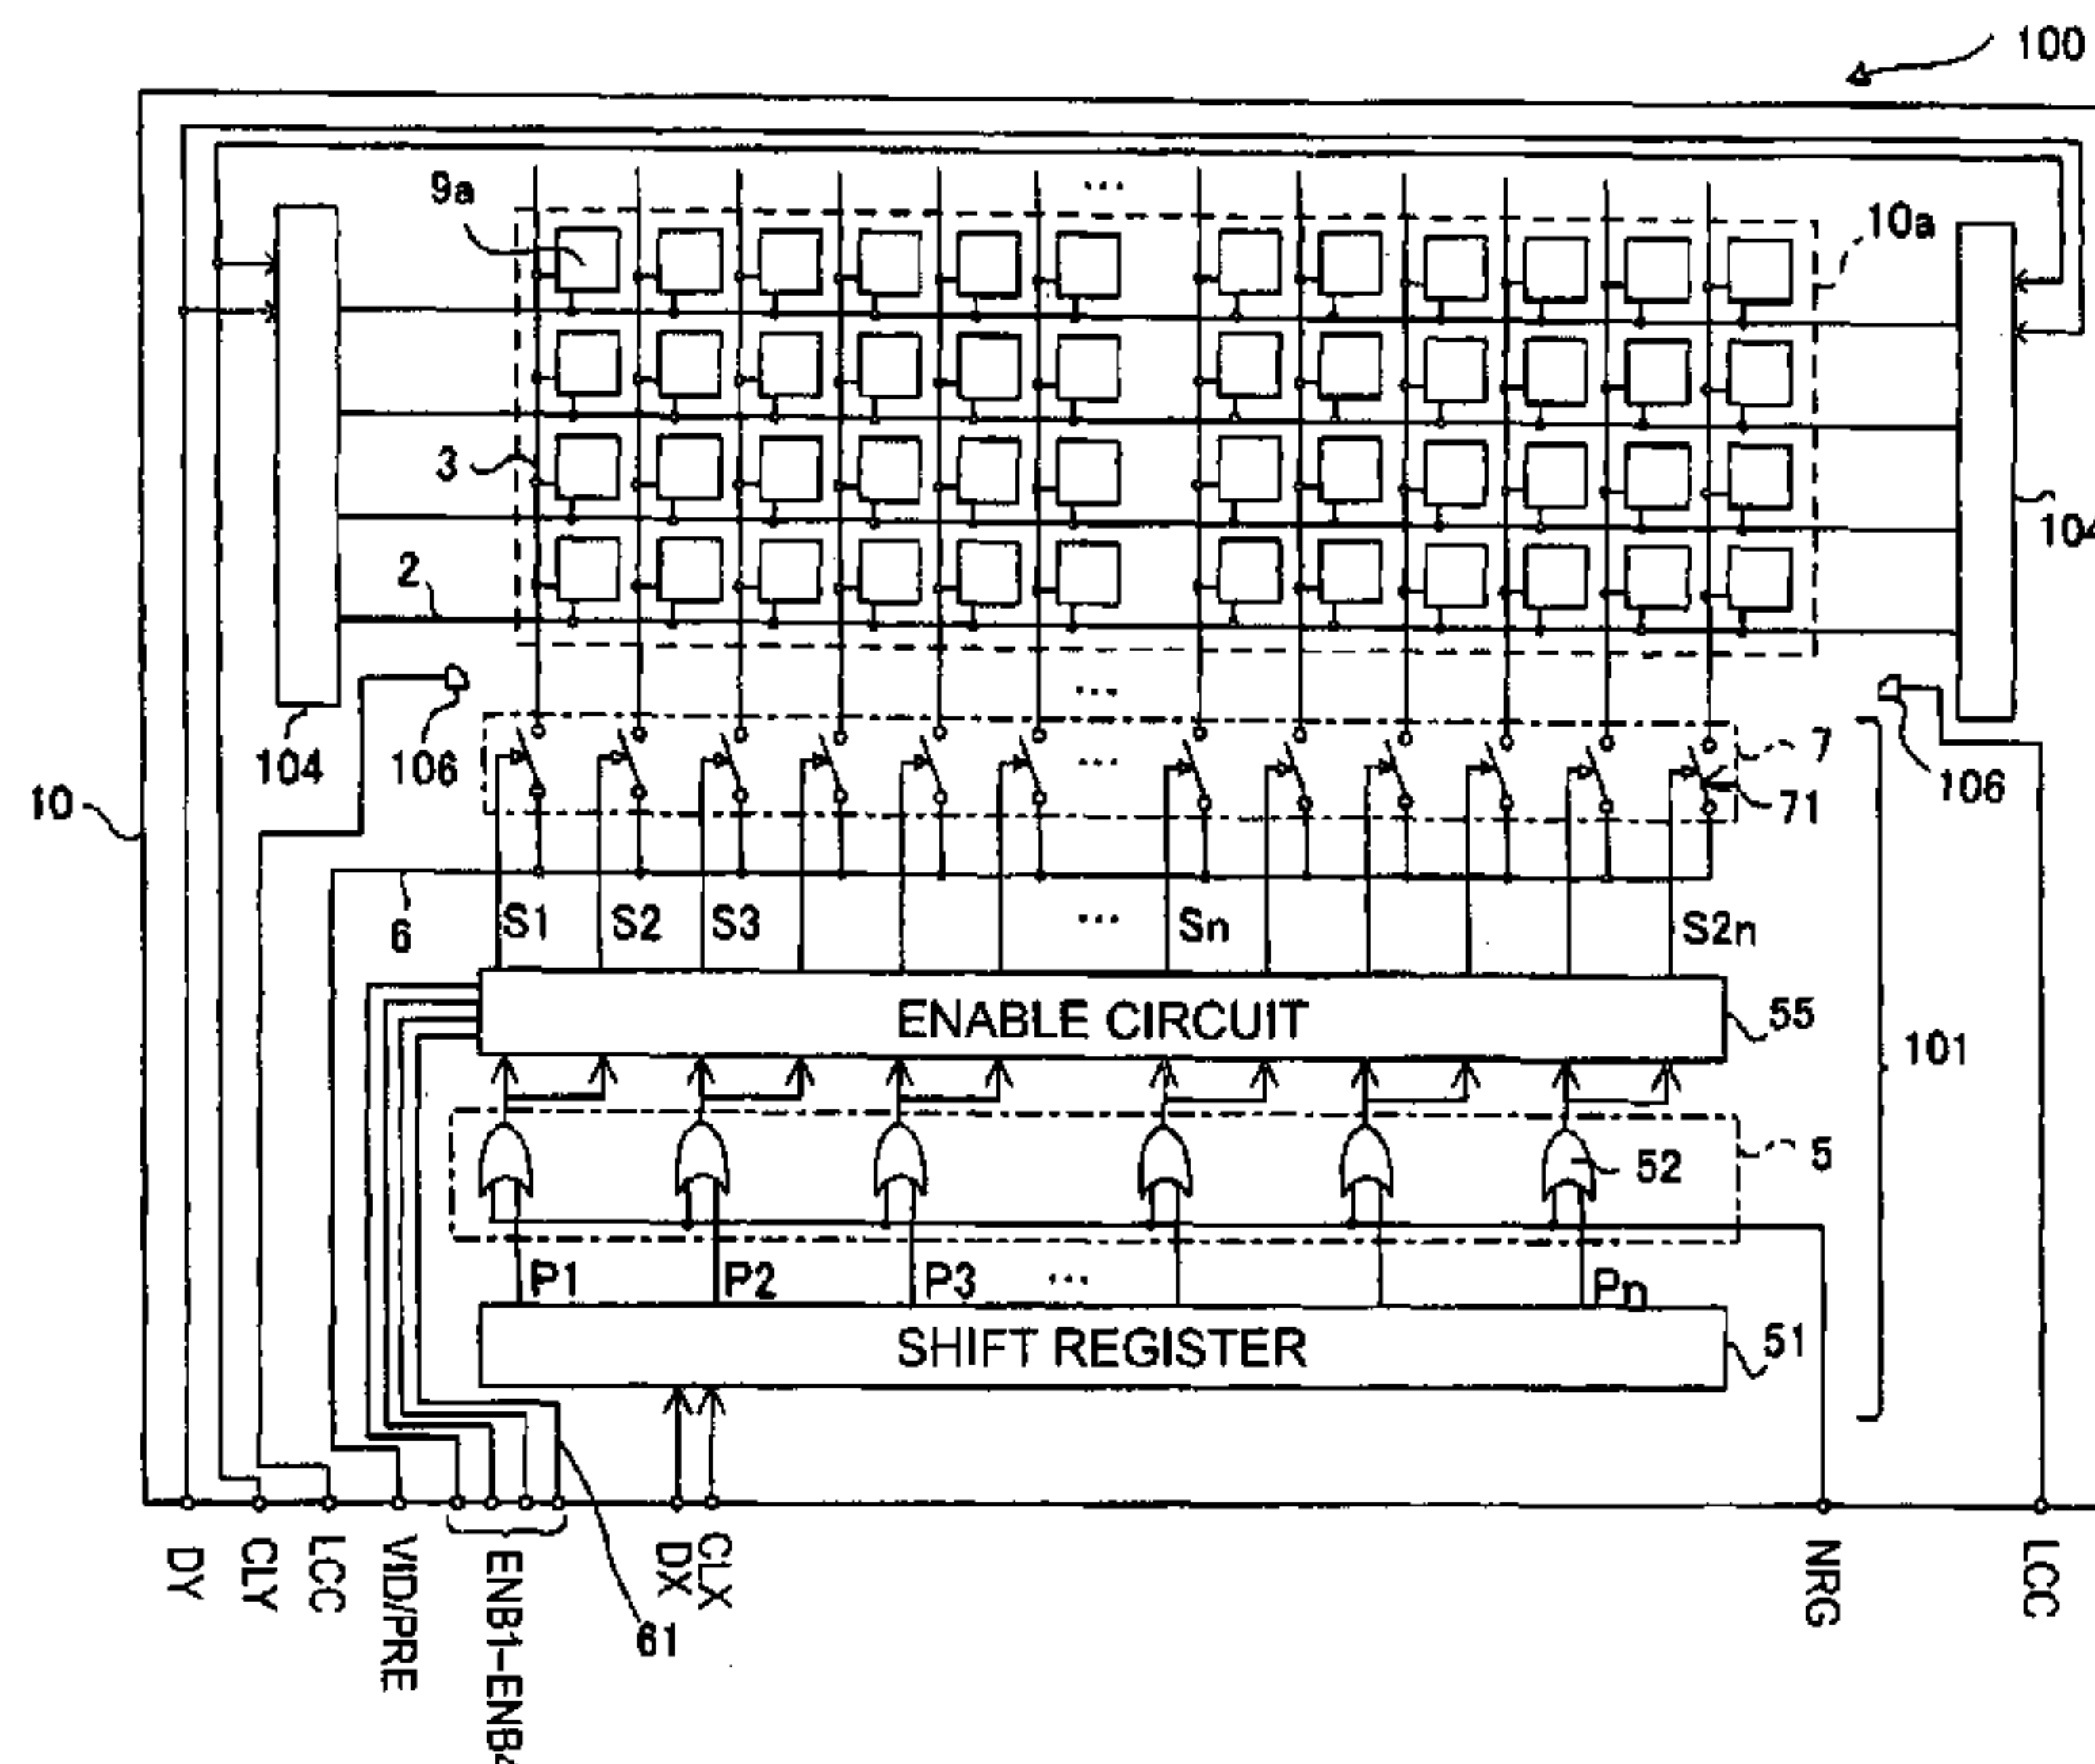 100
9a
10a
3
104
2
104
106
7
106
10
71
6
S1
S2
S3
...
Sn
S2n
ENABLE CIRCUIT
55
101
52
5
P1
P2
P3
...
Pn
SHIFT REGISTER
51
DY
CLY
LCC
VID/PRE
ENB1-ENB4
61
DX
CLX
NRG
LCC